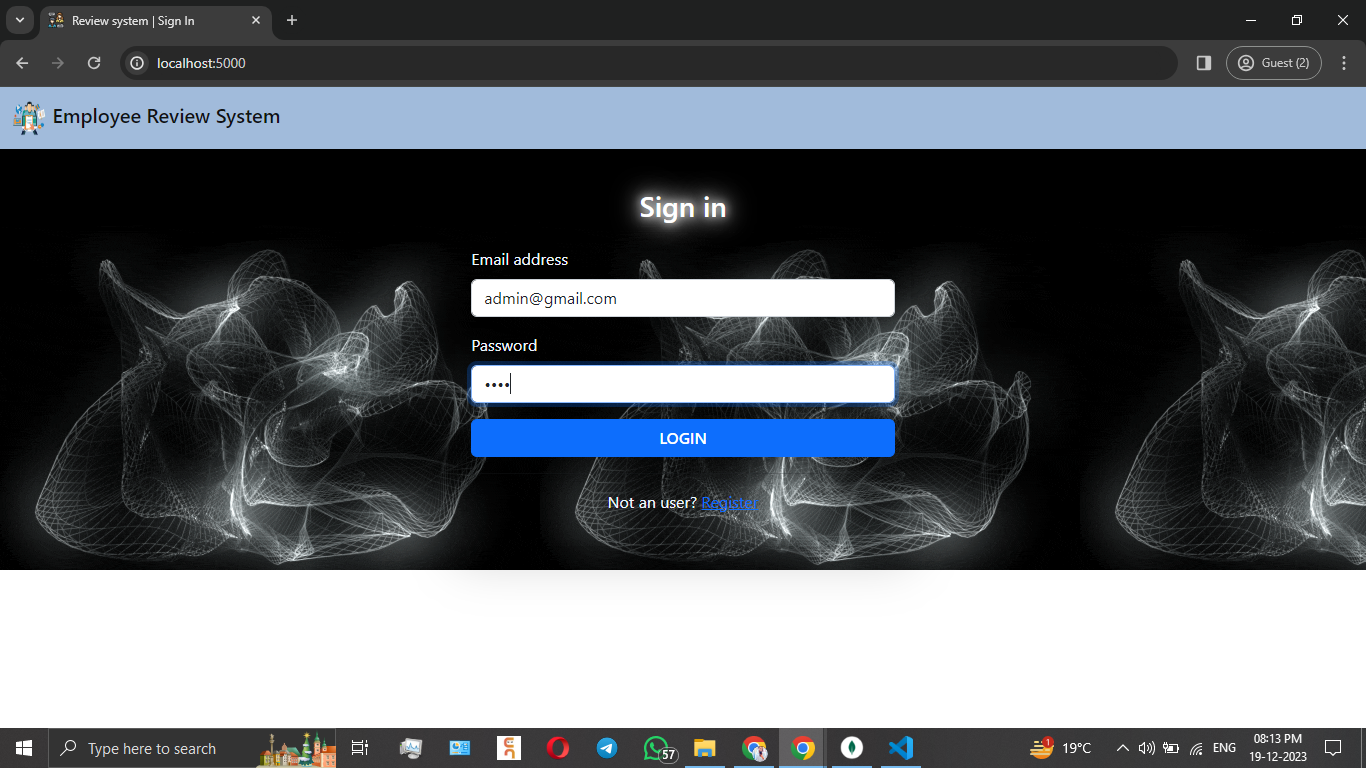 Review system | Sign In
localhost:5000
Guest (2)
Employee Review System
Sign in
Email address
admin@gmail.com
Password
••••
LOGIN
Not an user? Register
Type here to search
57
1
19°C
ENG
08:13 PM
19-12-2023